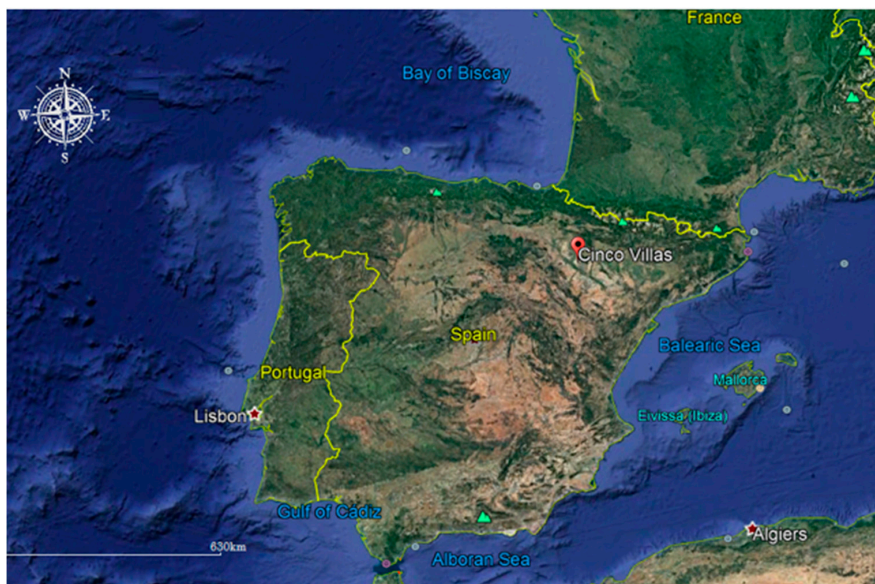 France
Bay of Biscay
N
W E
S
Cinco Villas
Spain
Balearic Sea
Portugal
Mallorca
Lisbon
Eivissa (Ibiza)
Gulf of Cádiz
Algiers
630km
Alboran Sea